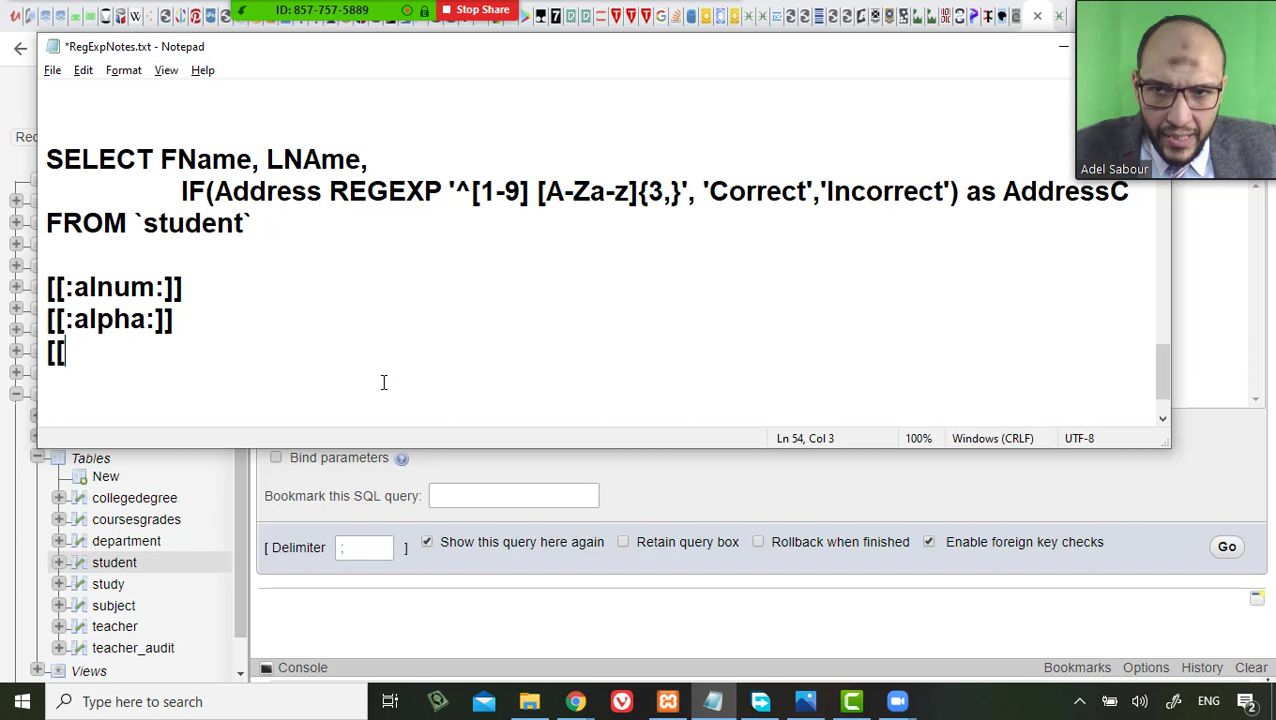 ID: 857-757-5889
Stop Share
*RegExpNotes.txt - Notepad
File Edit Format View Help
Adel Sabour
SELECT FName, LNAme,
IF(Address REGEXP '^[1-9] [A-Za-z]{3,}', 'Correct','Incorrect') as AddressC
FROM `student`
[[:alnum:]]
[[:alpha:]]
[[
Ln 54, Col 3
100%
Windows (CRLF)
UTF-8
Rec
Tables
New
collegedegree
coursesgrades
department
student
study
subject
teacher
teacher_audit
Views
Bind parameters
Bookmark this SQL query:
[ Delimiter ; ]
Show this query here again
Retain query box
Rollback when finished
Enable foreign key checks
Go
Console
Bookmarks Options History Clear
Type here to search
ENG
2